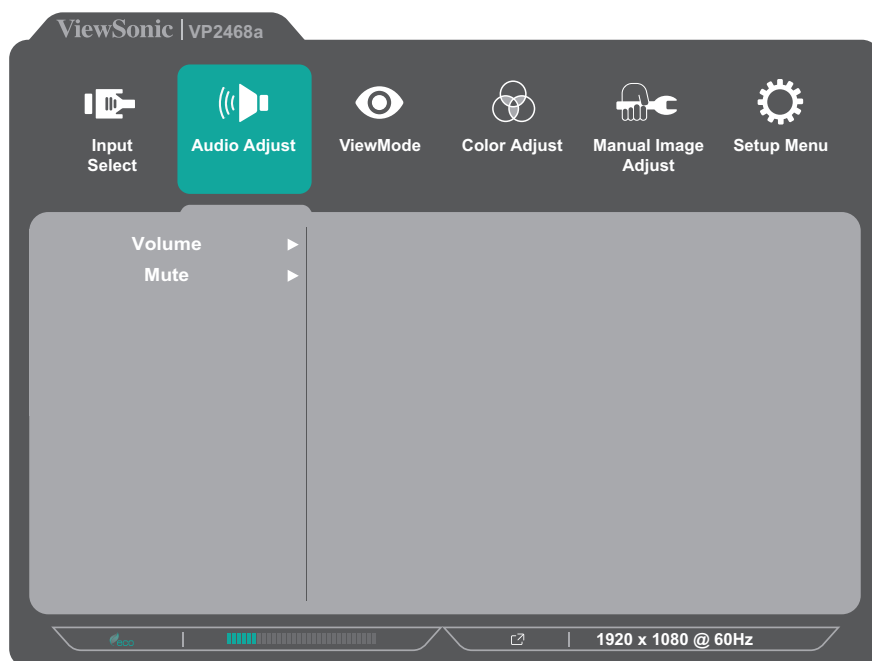 ViewSonic | VP2468a
Input
Select
Audio Adjust
ViewMode
Color Adjust
Manual Image
Adjust
Setup Menu
Volume
Mute
eco
1920 x 1080 @ 60Hz